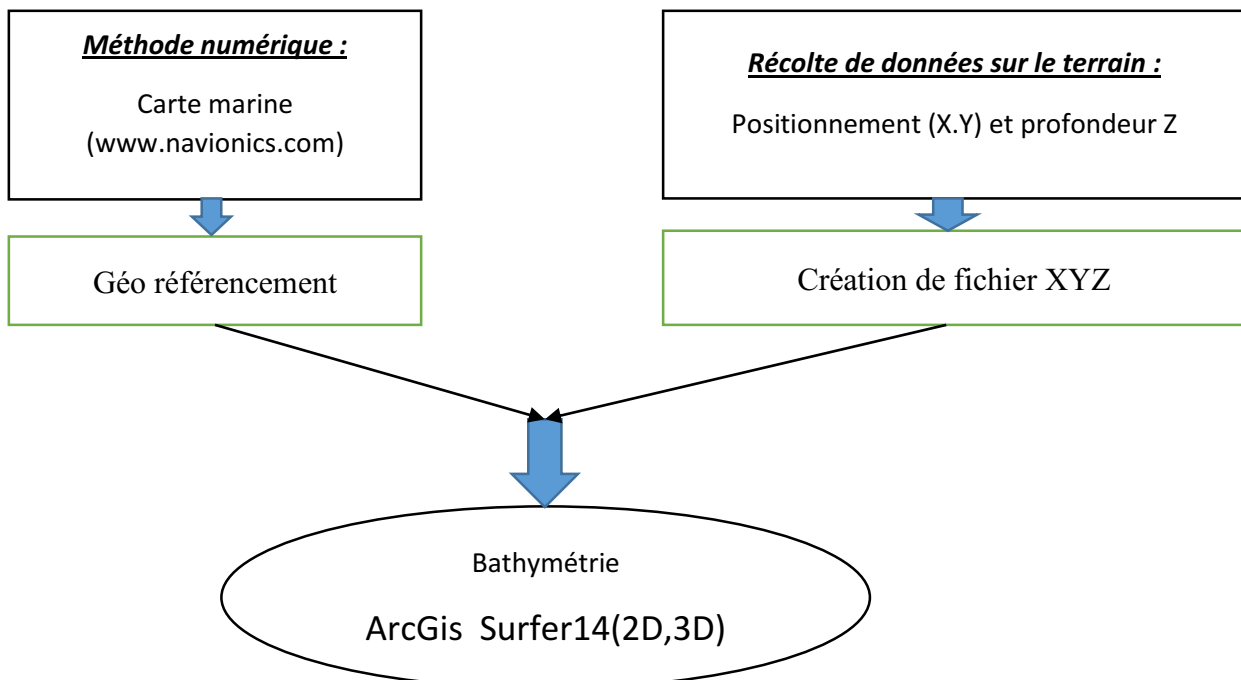 Méthode numérique :
Carte marine
(www.navionics.com)
Récolte de données sur le terrain :
Positionnement (X.Y) et profondeur Z
Géo référencement
Création de fichier XYZ
Bathymétrie
ArcGis  Surfer14(2D,3D)